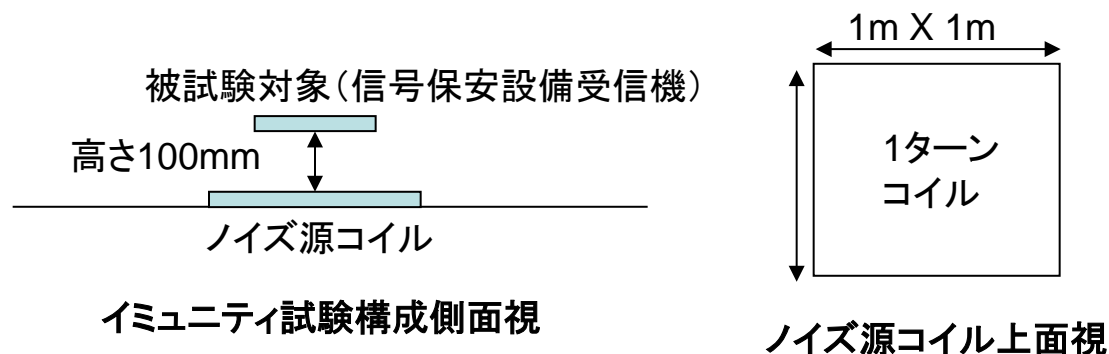 被試験対象(信号保安設備受信機)
高さ100mm
ノイズ源コイル
イミュニティ試験構成側面視
1m X 1m
1ターン
コイル
ノイズ源コイル上面視